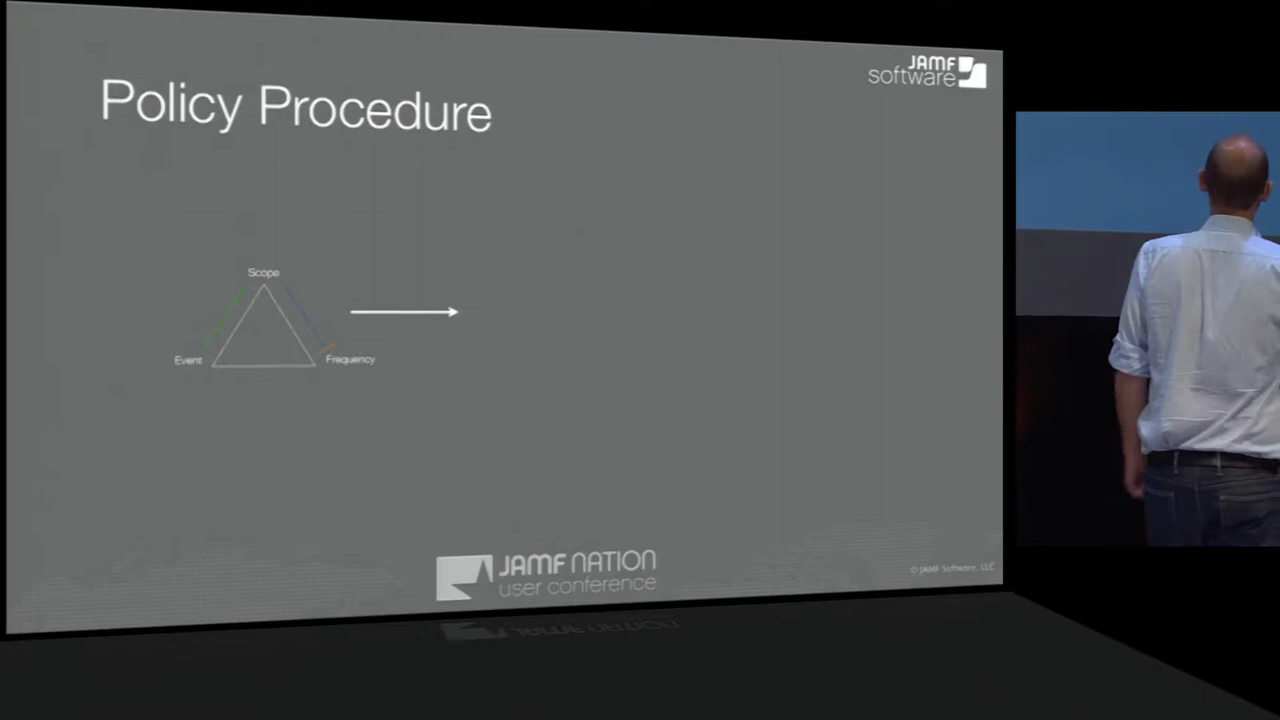 JAMF
software
Policy Procedure
Scope
Event
Frequency
JAMF NATION
user conference
© JAMF Software, LLC